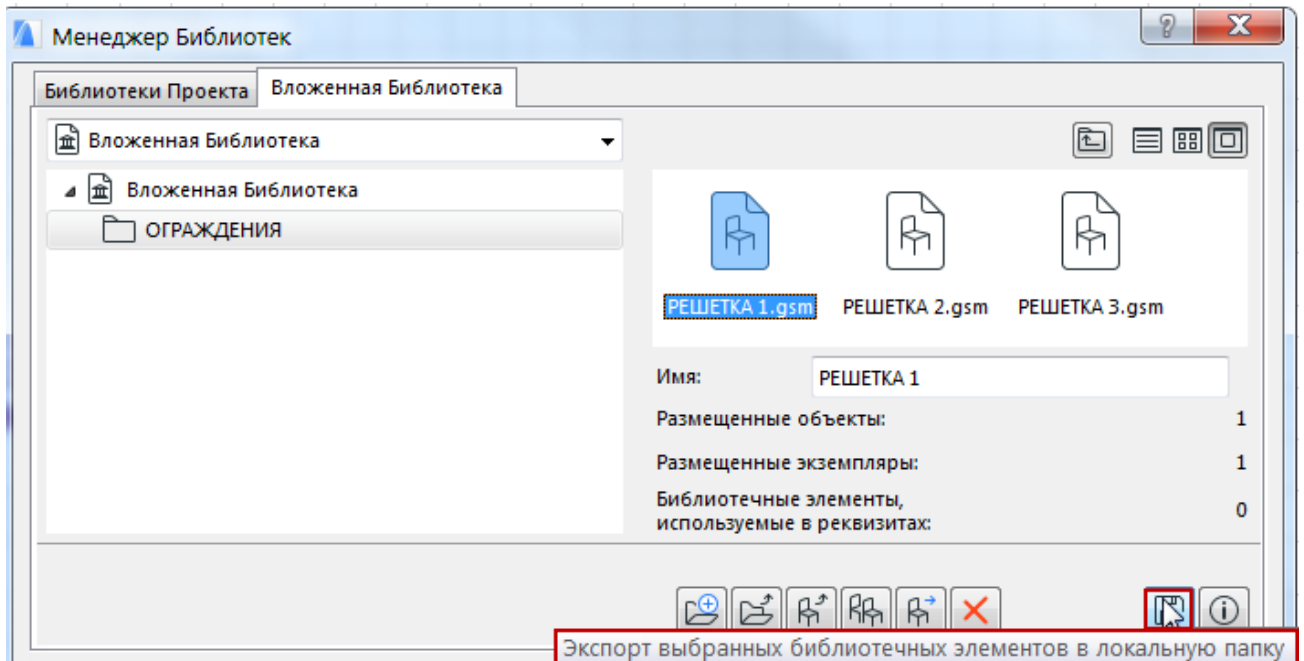 Менеджер Библиотек
Библиотеки Проекта Вложенная Библиотека
Вложенная Библиотека
Вложенная Библиотека
ОГРАЖДЕНИЯ
РЕШЕТКА 1.gsm РЕШЕТКА 2.gsm РЕШЕТКА 3.gsm
Имя: РЕШЕТКА 1
Размещенные объекты: 1
Размещенные экземпляры: 1
Библиотечные элементы,
используемые в реквизитах: 0
Экспорт выбранных библиотечных элементов в локальную папку